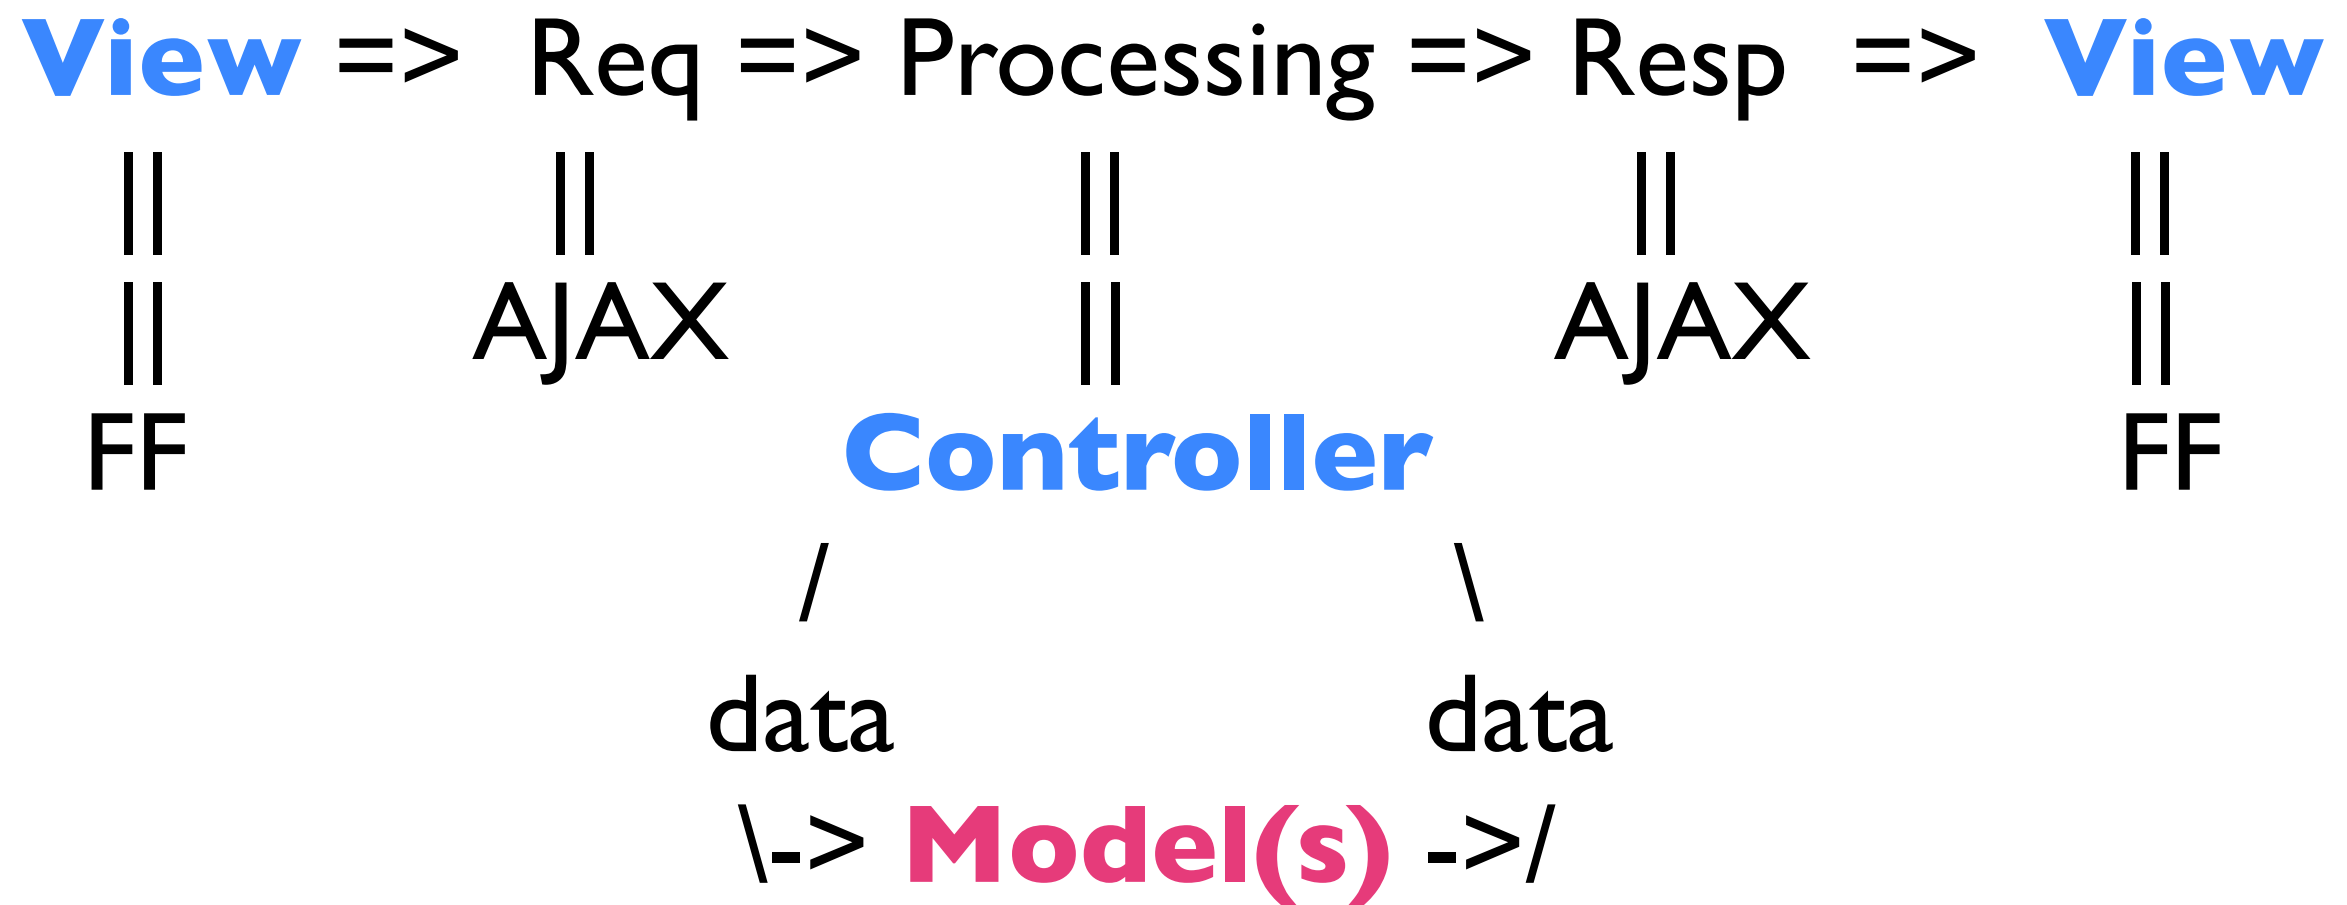 View => Req => Processing => Resp => View
|| || || || ||
|| AJAX || AJAX ||
FF Controller FF
/ \
data data
\-> Model(s) ->/